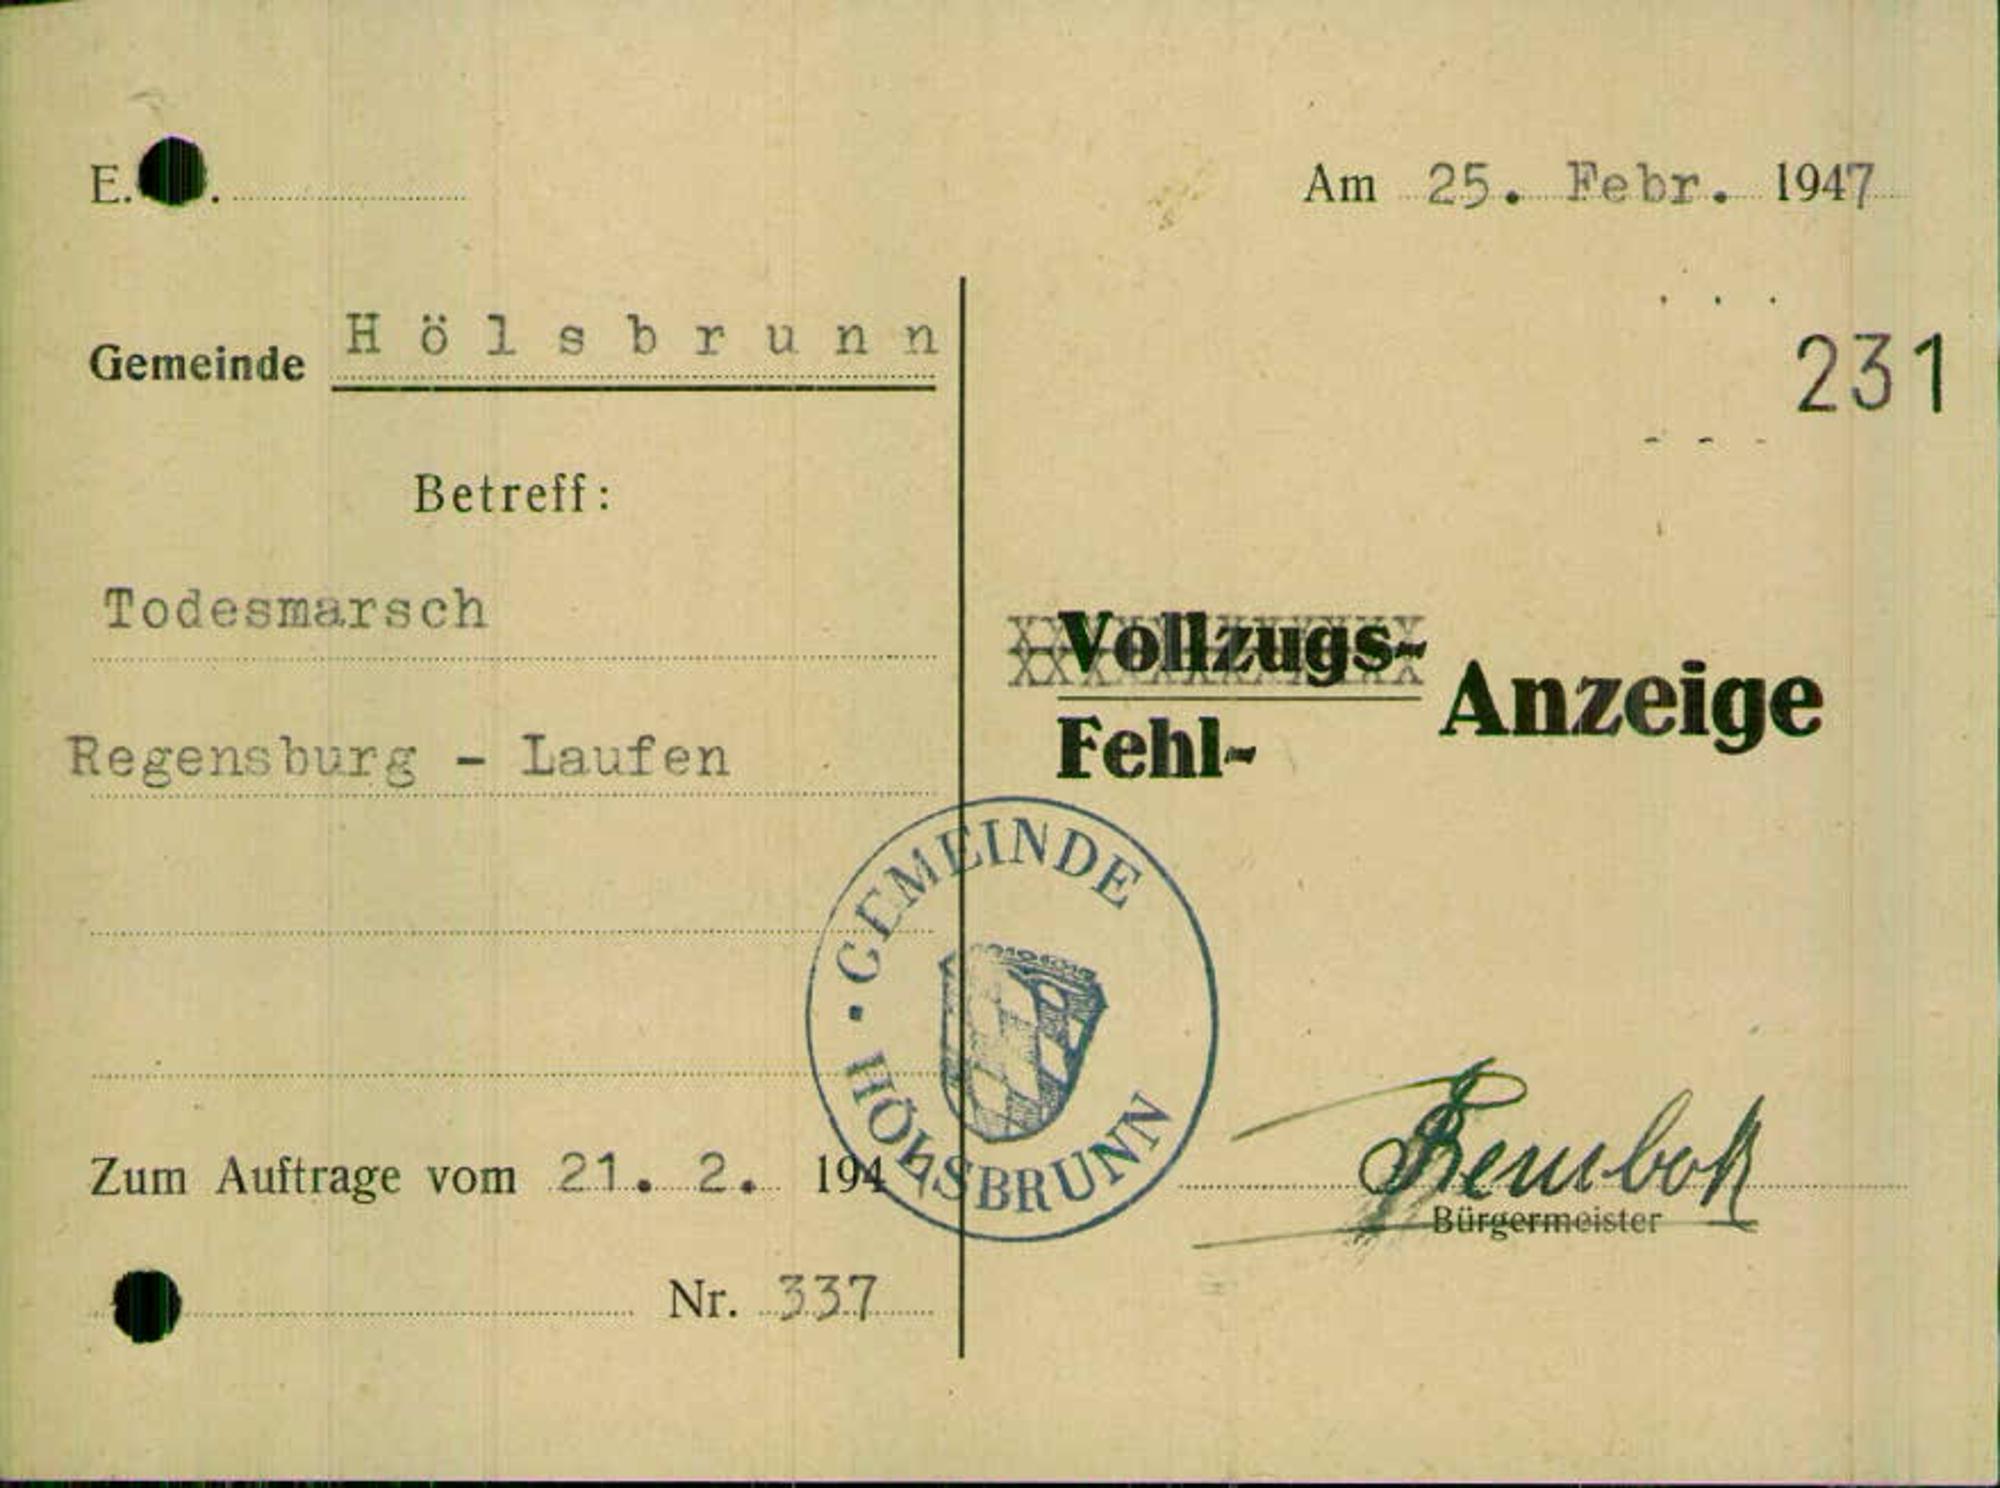 E. .
Am 25. Febr. 1947
Gemeinde Hölsbrunn
231
Betreff:
Todesmarsch
Regensburg - Laufen
Vollzugs-
Fehl-
Anzeige
GEMEINDE HÖLSBRUNN
Zum Auftrage vom 21. 2. 1947
Bürgermeister
Nr. 337